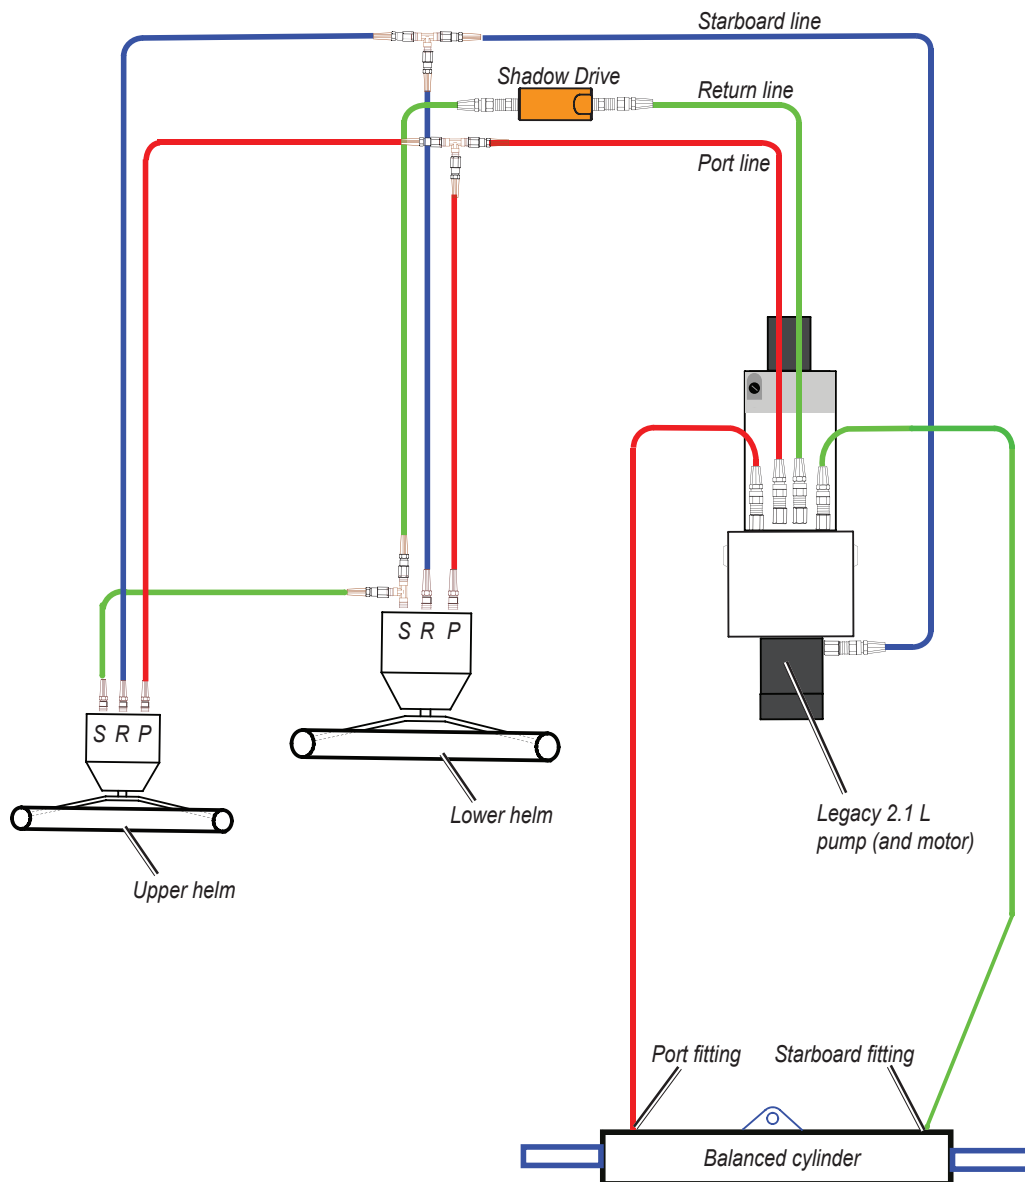 Starboard line
Shadow Drive
Return line
Port line
S R P
S R P
Lower helm
Upper helm
Legacy 2.1 L
pump (and motor)
Port fitting
Starboard fitting
Balanced cylinder